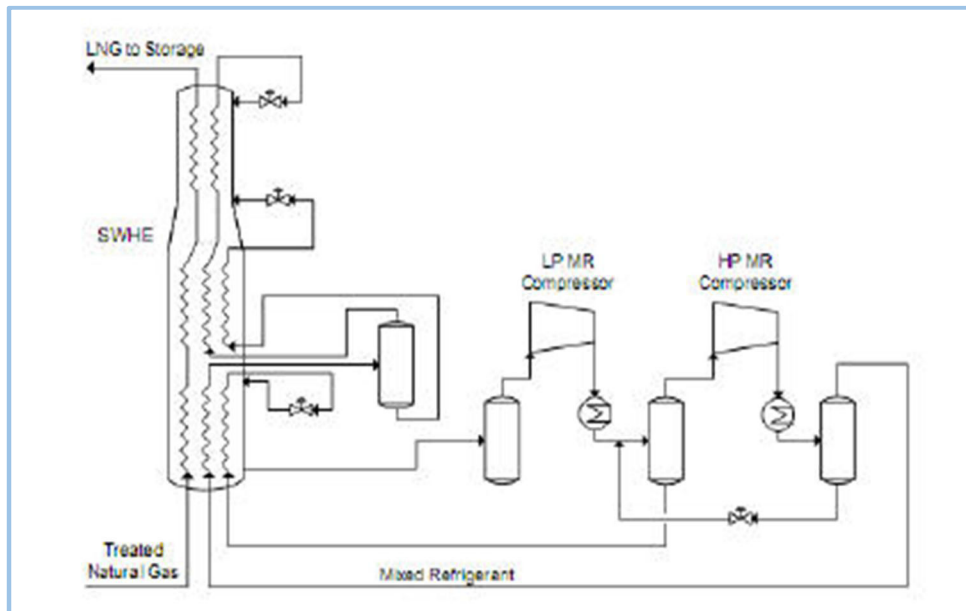 LNG to Storage
SWHE
LP MR
Compressor
HP MR
Compressor
Treated
Natural Gas
Mixed Refrigerant